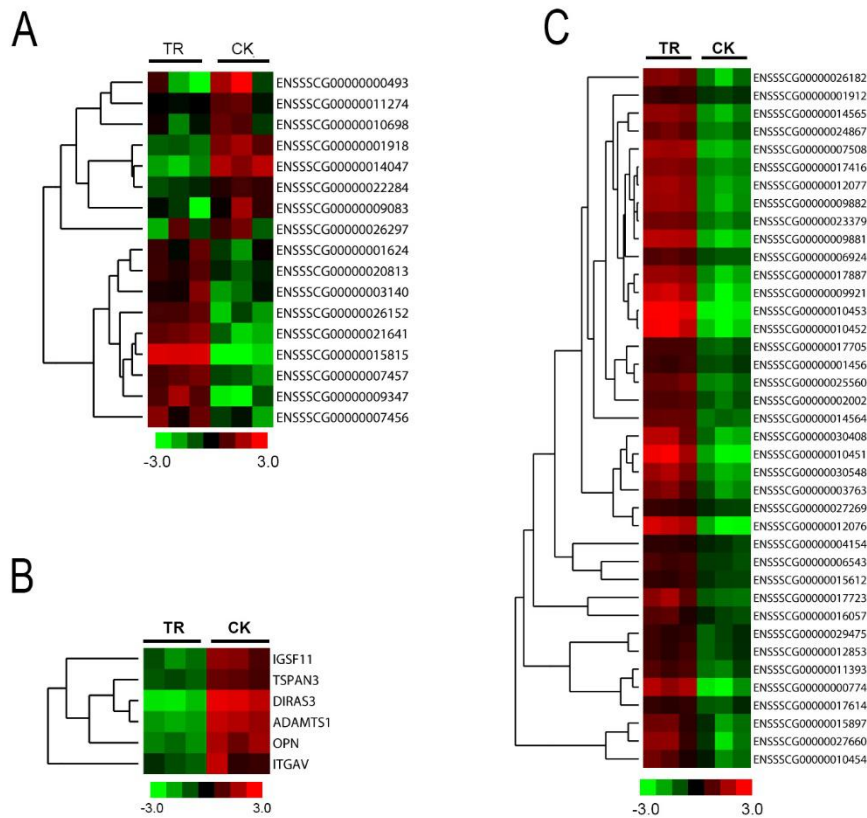 A
TR CK
ENSSSCG00000000493
ENSSSCG00000011274
ENSSSCG00000010698
ENSSSCG00000001918
ENSSSCG00000014047
ENSSSCG00000022284
ENSSSCG00000009083
ENSSSCG00000026297
ENSSSCG00000001624
ENSSSCG00000020813
ENSSSCG00000003140
ENSSSCG00000026152
ENSSSCG00000021641
ENSSSCG00000015815
ENSSSCG00000007457
ENSSSCG00000009347
ENSSSCG00000007456
-3.0 3.0
B
TR CK
IGSF11
TSPAN3
DIRAS3
ADAMTS1
OPN
ITGAV
-3.0 3.0
C
TR CK
ENSSSCG00000026182
ENSSSCG00000001912
ENSSSCG00000014565
ENSSSCG00000024867
ENSSSCG00000007508
ENSSSCG00000017416
ENSSSCG00000012077
ENSSSCG00000009882
ENSSSCG00000023379
ENSSSCG00000009881
ENSSSCG00000006924
ENSSSCG00000017887
ENSSSCG00000009921
ENSSSCG00000010453
ENSSSCG00000010452
ENSSSCG00000017705
ENSSSCG00000001456
ENSSSCG00000025560
ENSSSCG00000002002
ENSSSCG00000014564
ENSSSCG00000030408
ENSSSCG00000010451
ENSSSCG00000030548
ENSSSCG00000003763
ENSSSCG00000027269
ENSSSCG00000012076
ENSSSCG00000004154
ENSSSCG00000006543
ENSSSCG00000015612
ENSSSCG00000017723
ENSSSCG00000016057
ENSSSCG00000029475
ENSSSCG00000012853
ENSSSCG00000011393
ENSSSCG00000000774
ENSSSCG00000017614
ENSSSCG00000015897
ENSSSCG00000027660
ENSSSCG00000010454
-3.0 3.0